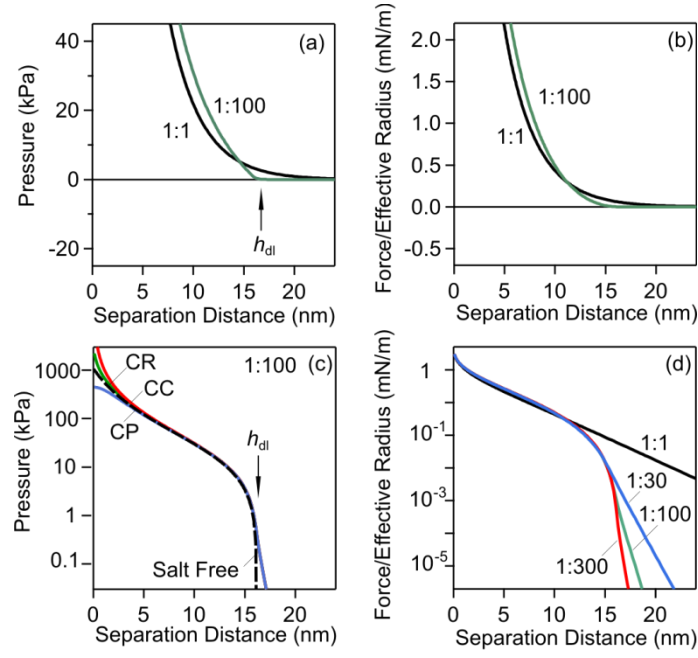 (a)
Pressure (kPa)
40
20
0
-20
1:1
1:100
h_dl
0 5 10 15 20
Separation Distance (nm)
(b)
Force/Effective Radius (mN/m)
2.0
1.5
1.0
0.5
0.0
-0.5
1:100
1:1
0 5 10 15 20
Separation Distance (nm)
1:100 (c)
Pressure (kPa)
1000
100
10
1
0.1
CR
CC
CP
h_dl
Salt Free
0 5 10 15 20
Separation Distance (nm)
(d)
Force/Effective Radius (mN/m)
1
10⁻¹
10⁻³
10⁻⁵
1:1
1:30
1:100
1:300
0 5 10 15 20
Separation Distance (nm)